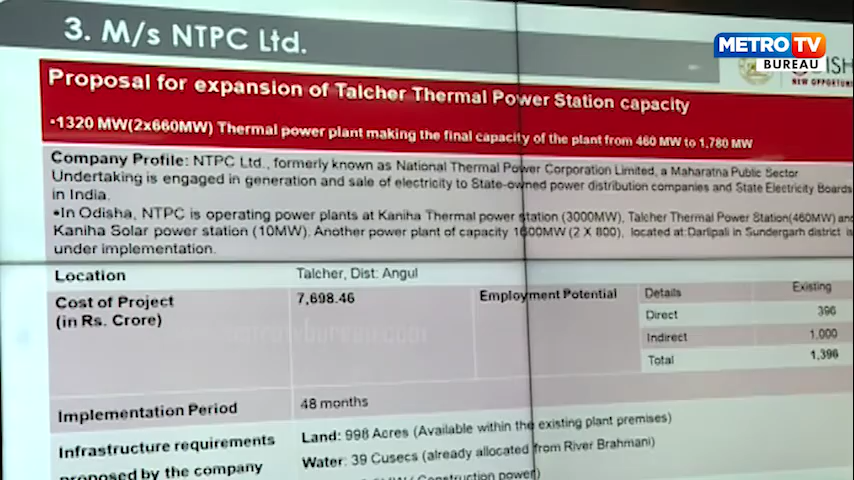 3. M/s NTPC Ltd.
METRO TV
BUREAU
NEW OPPORTUN
Proposal for expansion of Talcher Thermal Power Station capacity
•1320 MW(2x660MW) Thermal power plant making the final capacity of the plant from 460 MW to 1,780 MW
Company Profile: NTPC Ltd., formerly known as National Thermal Power Corporation Limited, a Maharatna Public Sector
Undertaking is engaged in generation and sale of electricity to State-owned power distribution companies and State Electricity Boards
in India.
•In Odisha, NTPC is operating power plants at Kaniha Thermal power station (3000MW), Talcher Thermal Power Station(460MW) and
Kaniha Solar power station (10MW). Another power plant of capacity 1600MW (2 X 800), located at Darlipali in Sundergarh district is
under implementation.
Location Talcher, Dist: Angul
Cost of Project 7,698.46 Employment Potential Details Existing
(in Rs. Crore) Direct 396
Indirect 1,000
Total 1,396
Implementation Period 48 months
Infrastructure requirements Land: 998 Acres (Available within the existing plant premises)
proposed by the company Water: 39 Cusecs (already allocated from River Brahmani)
Construction power)